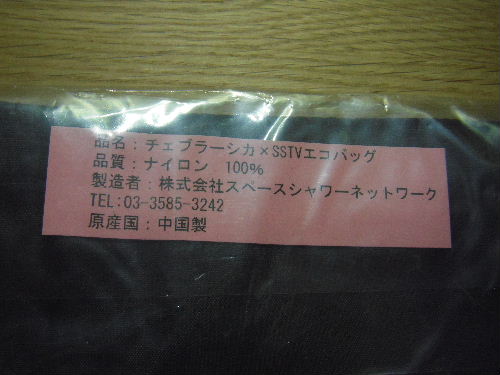 品名：チェブラーシカ×SSTVエコバッグ
品質：ナイロン　100%
製造者：株式会社スペースシャワーネットワーク
TEL:03-3585-3242
原産国：中国製